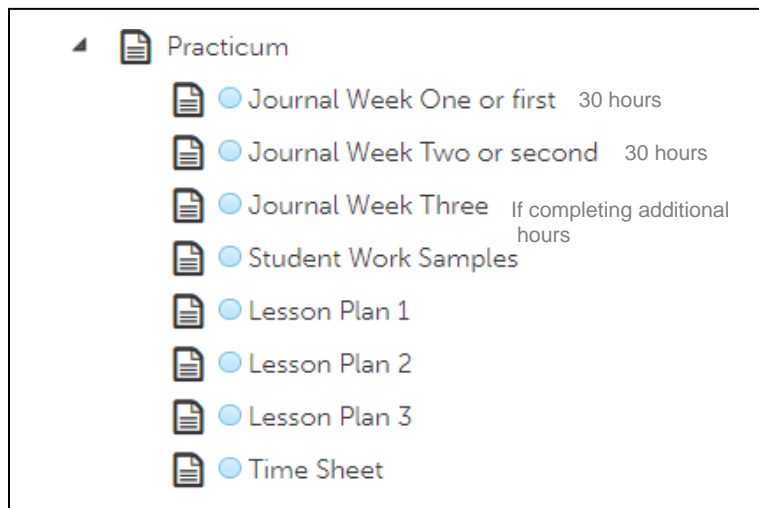 Practicum
Journal Week One or first 30 hours
Journal Week Two or second 30 hours
Journal Week Three If completing additional
hours
Student Work Samples
Lesson Plan 1
Lesson Plan 2
Lesson Plan 3
Time Sheet